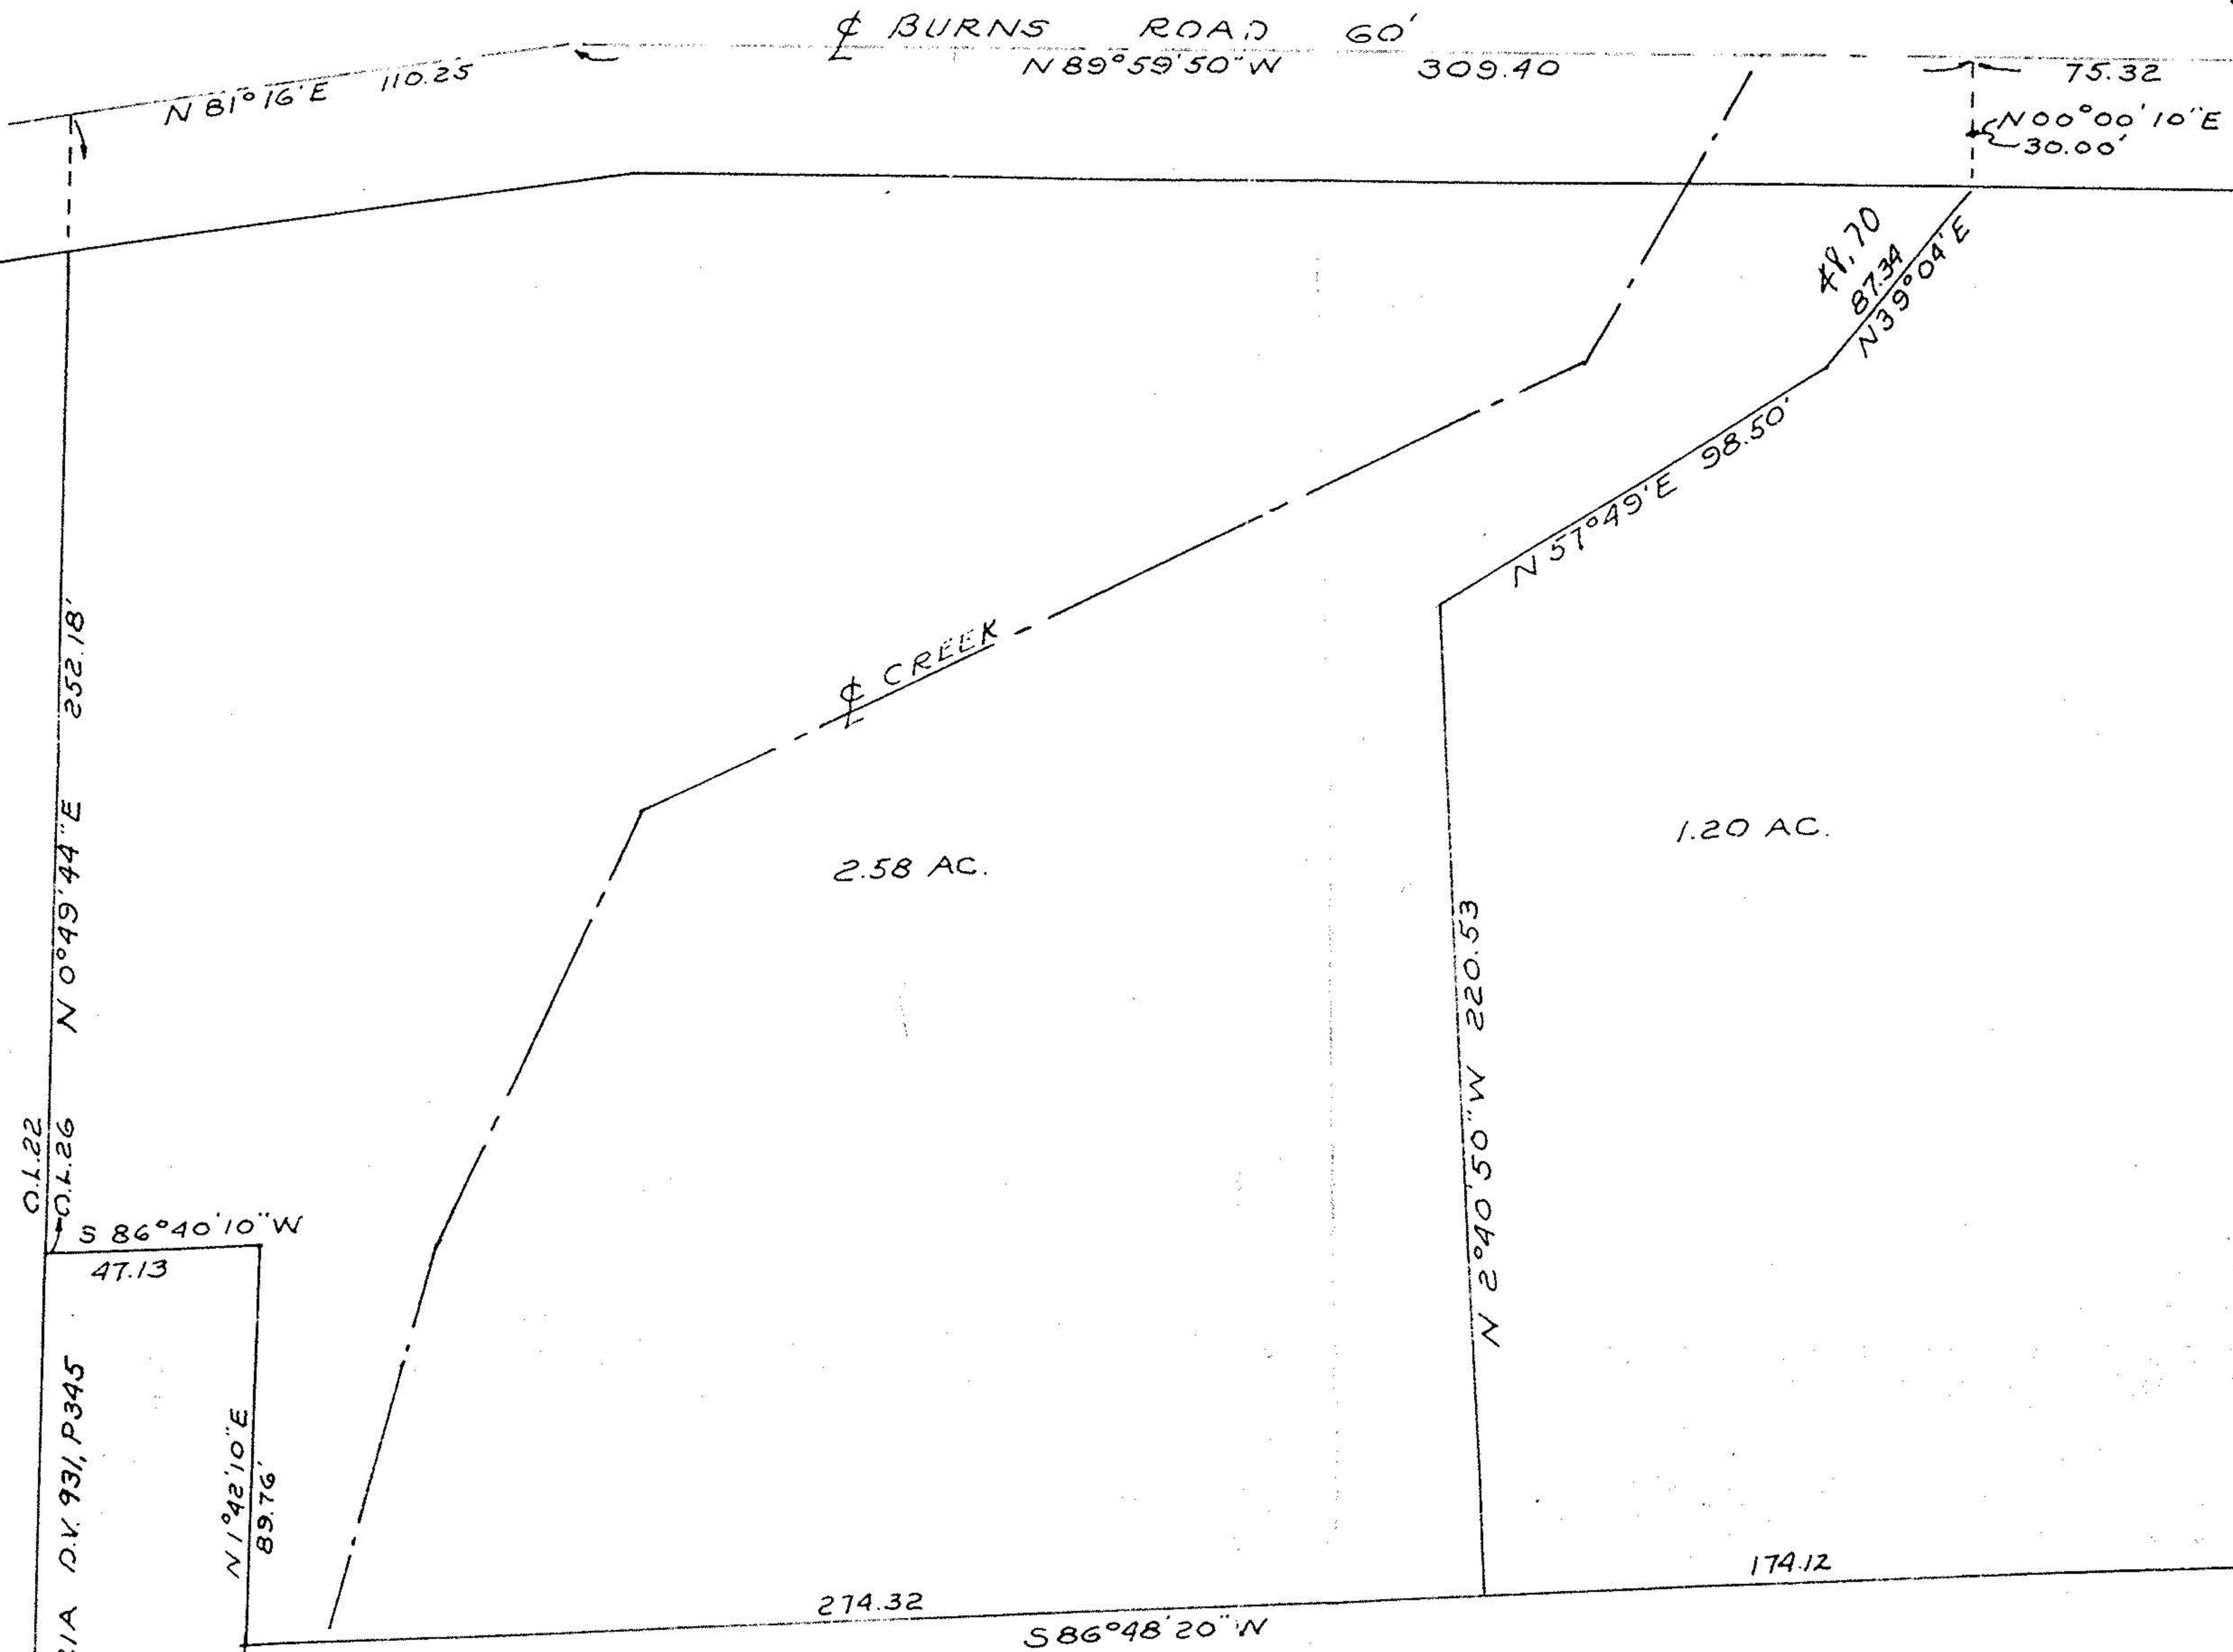 ℄ BURNS ROAD 60'
N 81°16'E 110.25
N 89°59'50"W 309.40
75.32
N 00°00'10"E
30.00'
48.70
87.34
N 39°04'E
N 57°49'E 98.50'
℄ CREEK
N 0°49'44"E 252.18'
2.58 AC.
1.20 AC.
N 2°40'50"W 220.53
O.L.22
O.L.26
S 86°40'10"W
47.13
D.V. 931, P345
N 1°42'10"E
89.76'
274.32
174.12
S 86°48'20"W